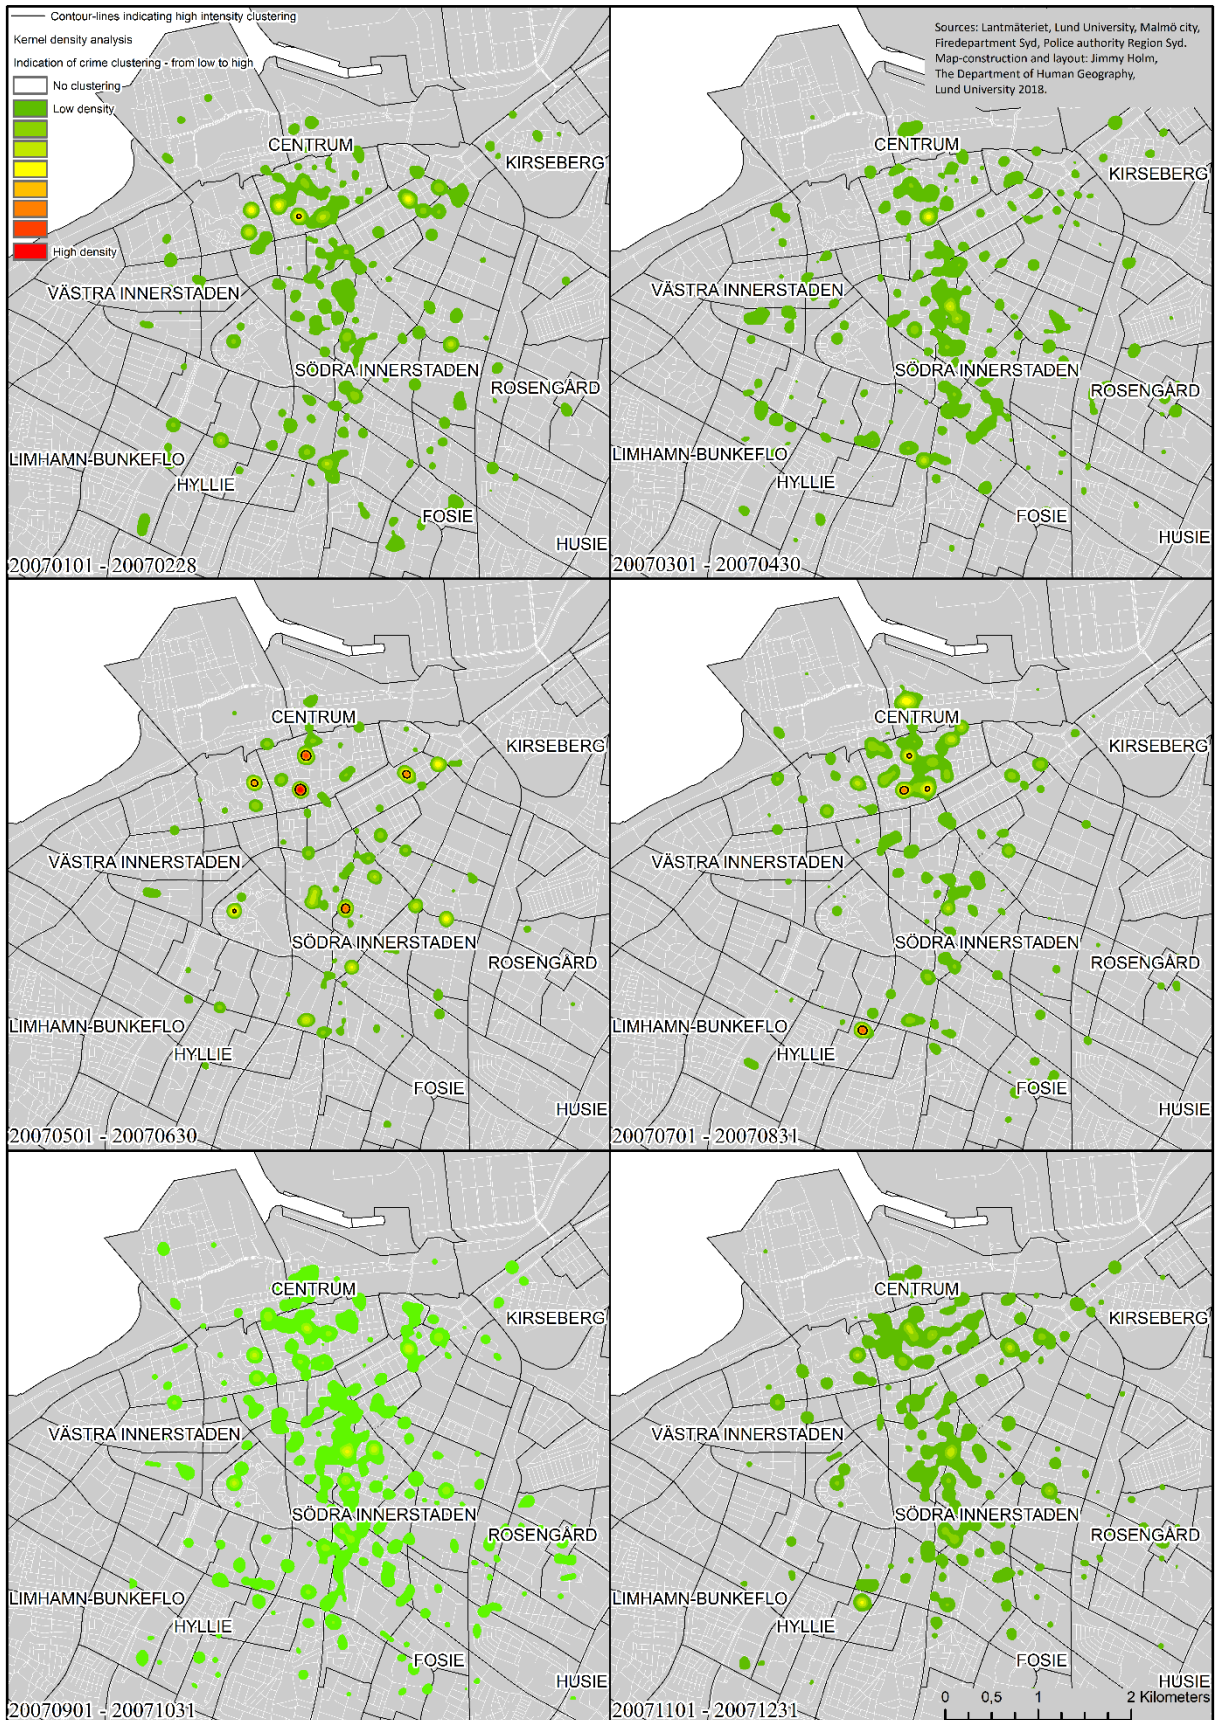 Contour-lines indicating high intensity clustering
Kernel density analysis
Indication of crime clustering - from low to high
No clustering
Low density
High density
CENTRUM
KIRSEBERG
VÄSTRA INNERSTADEN
SÖDRA INNERSTADEN
ROSENGÅRD
LIMHAMN-BUNKEFLO
HYLLIE
FOSIE
HUSIE
20070101 - 20070228
Sources: Lantmäteriet, Lund University, Malmö city,
Firedepartment Syd, Police authority Region Syd.
Map-construction and layout: Jimmy Holm,
The Department of Human Geography,
Lund University 2018.
CENTRUM
KIRSEBERG
VÄSTRA INNERSTADEN
SÖDRA INNERSTADEN
ROSENGÅRD
LIMHAMN-BUNKEFLO
HYLLIE
FOSIE
HUSIE
20070301 - 20070430
CENTRUM
KIRSEBERG
VÄSTRA INNERSTADEN
SÖDRA INNERSTADEN
ROSENGÅRD
LIMHAMN-BUNKEFLO
HYLLIE
FOSIE
HUSIE
20070501 - 20070630
CENTRUM
KIRSEBERG
VÄSTRA INNERSTADEN
SÖDRA INNERSTADEN
ROSENGÅRD
LIMHAMN-BUNKEFLO
HYLLIE
FOSIE
HUSIE
20070701 - 20070831
CENTRUM
KIRSEBERG
VÄSTRA INNERSTADEN
SÖDRA INNERSTADEN
ROSENGÅRD
LIMHAMN-BUNKEFLO
HYLLIE
FOSIE
HUSIE
20070901 - 20071031
CENTRUM
KIRSEBERG
VÄSTRA INNERSTADEN
SÖDRA INNERSTADEN
ROSENGÅRD
LIMHAMN-BUNKEFLO
HYLLIE
FOSIE
HUSIE
20071101 - 20071231
0 0,5 1 2 Kilometers